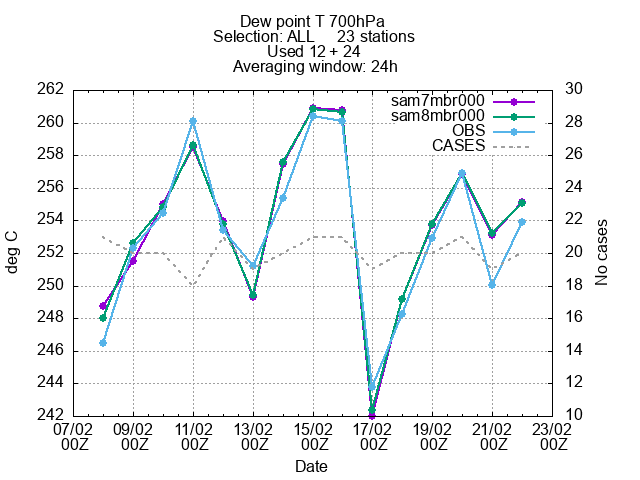 Dew point T 700hPa
Selection: ALL 23 stations
Used 12 + 24
Averaging window: 24h
262
260
258
256
254
252
250
248
246
244
242
deg C
30
28
26
24
22
20
18
16
14
12
10
No cases
sam7mbr000
sam8mbr000
OBS
CASES
07/02 09/02 11/02 13/02 15/02 17/02 19/02 21/02 23/02
00Z 00Z 00Z 00Z 00Z 00Z 00Z 00Z 00Z
Date